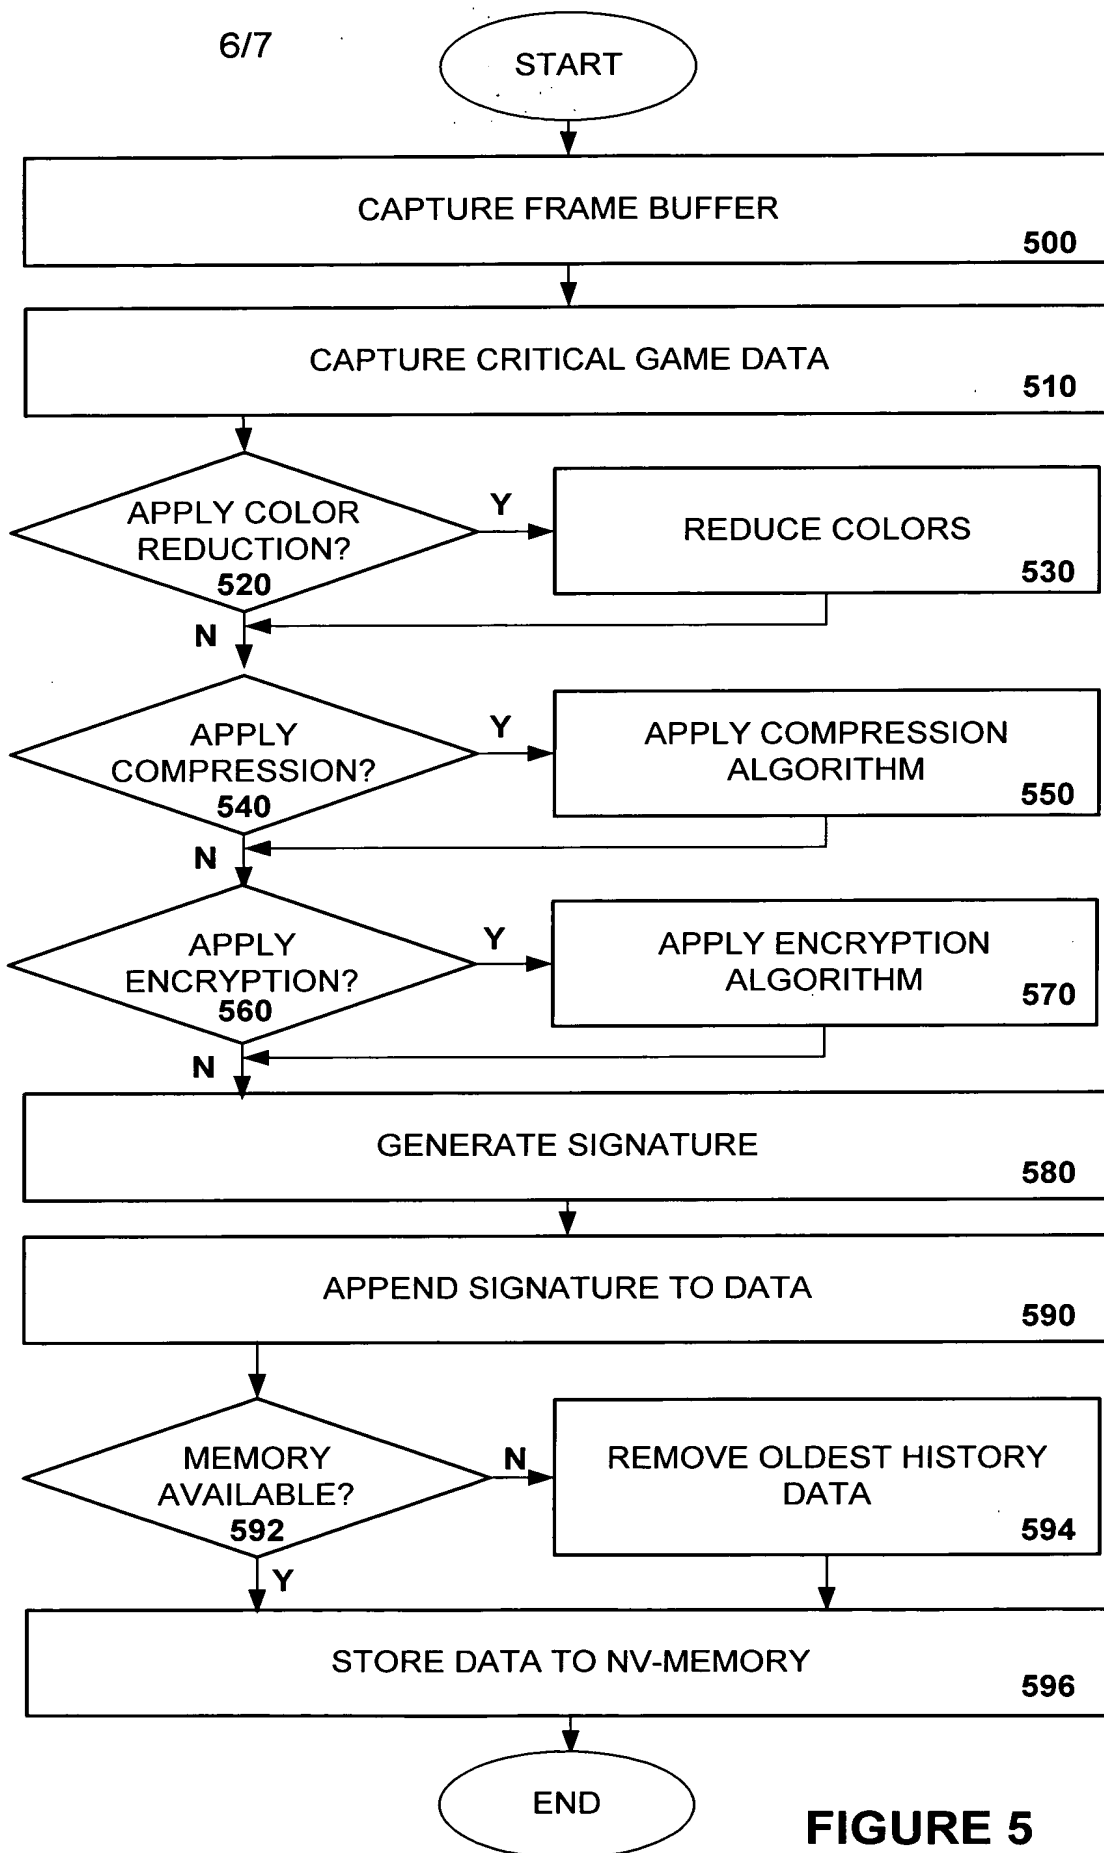 6/7
START
CAPTURE FRAME BUFFER
500
CAPTURE CRITICAL GAME DATA
510
APPLY COLOR
REDUCTION?
520
Y
REDUCE COLORS
530
N
APPLY
COMPRESSION?
540
Y
APPLY COMPRESSION
ALGORITHM
550
N
APPLY
ENCRYPTION?
560
Y
APPLY ENCRYPTION
ALGORITHM
570
N
GENERATE SIGNATURE
580
APPEND SIGNATURE TO DATA
590
MEMORY
AVAILABLE?
592
N
REMOVE OLDEST HISTORY
DATA
594
Y
STORE DATA TO NV-MEMORY
596
END
FIGURE 5